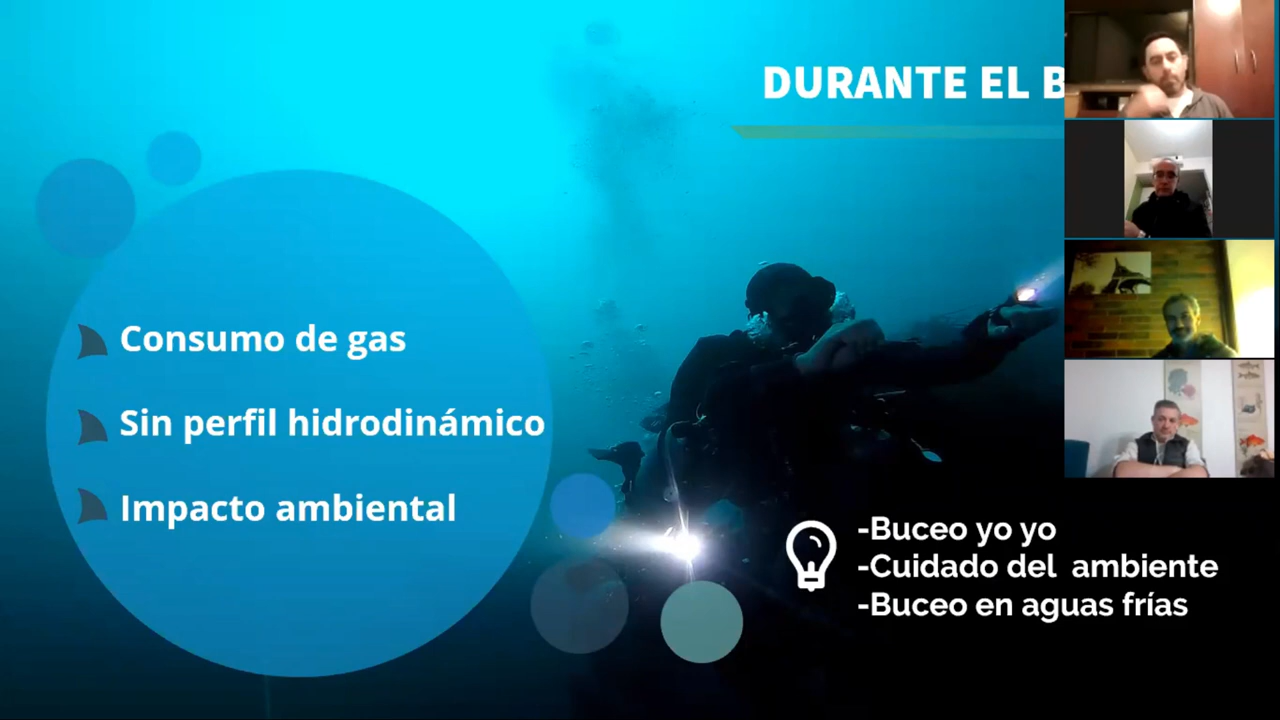 DURANTE EL B
Consumo de gas
Sin perfil hidrodinámico
Impacto ambiental
-Buceo yo yo
-Cuidado del ambiente
-Buceo en aguas frías